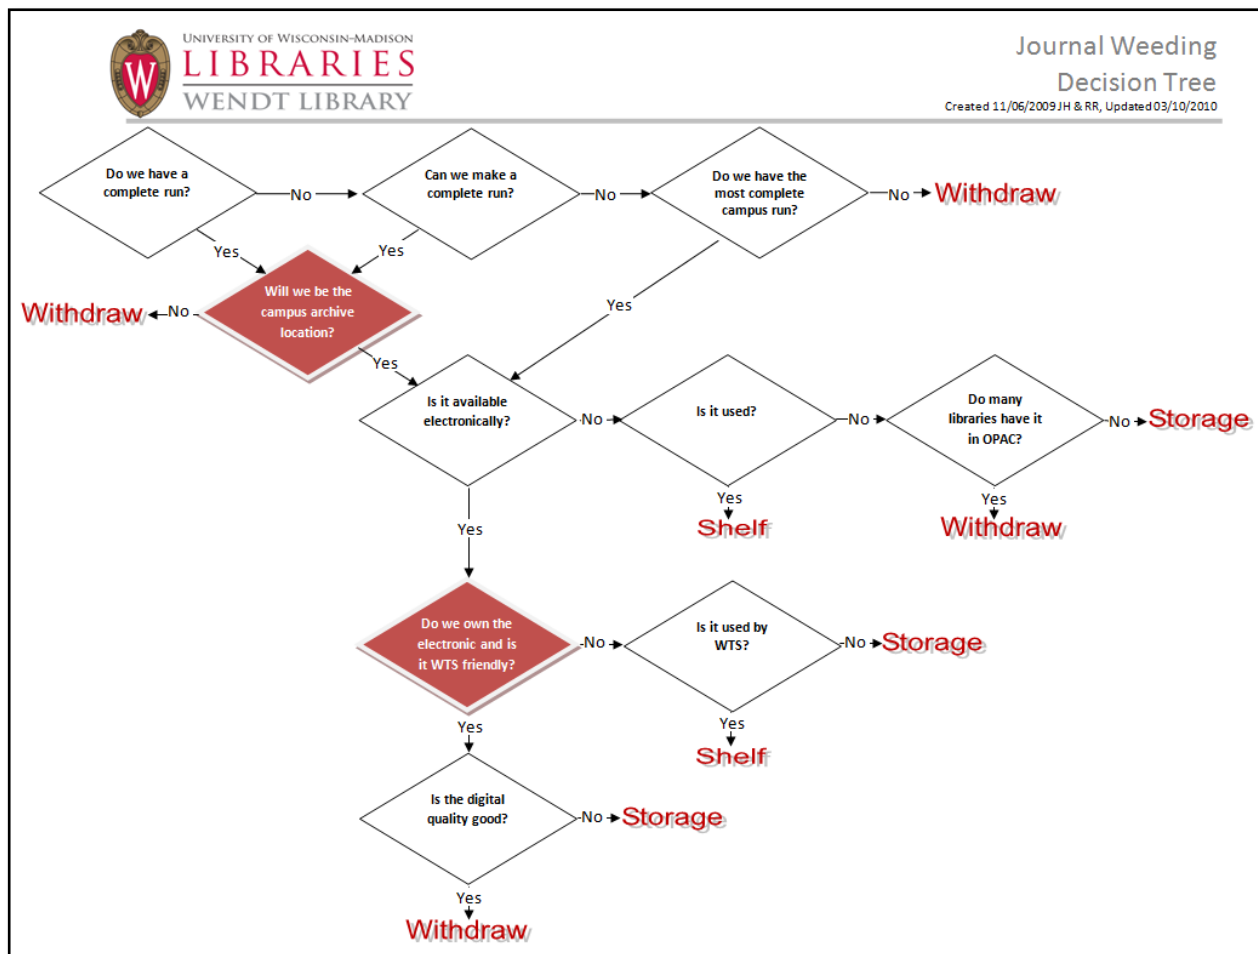 UNIVERSITY OF WISCONSIN-MADISON
LIBRARIES
WENDT LIBRARY
W
Journal Weeding
Decision Tree
Created 11/06/2009 JH & RR, Updated 03/10/2010
Do we have a
complete run?
No
Can we make a
complete run?
No
Do we have the
most complete
campus run?
No
Withdraw
Yes
Yes
Yes
Will we be the
campus archive
location?
No
Withdraw
Yes
Is it available
electronically?
No
Is it used?
No
Do many
libraries have it
in OPAC?
No
Storage
Yes
Shelf
Yes
Withdraw
Yes
Do we own the
electronic and is
it WTS friendly?
No
Is it used by
WTS?
No
Storage
Yes
Yes
Shelf
Is the digital
quality good?
No
Storage
Yes
Withdraw